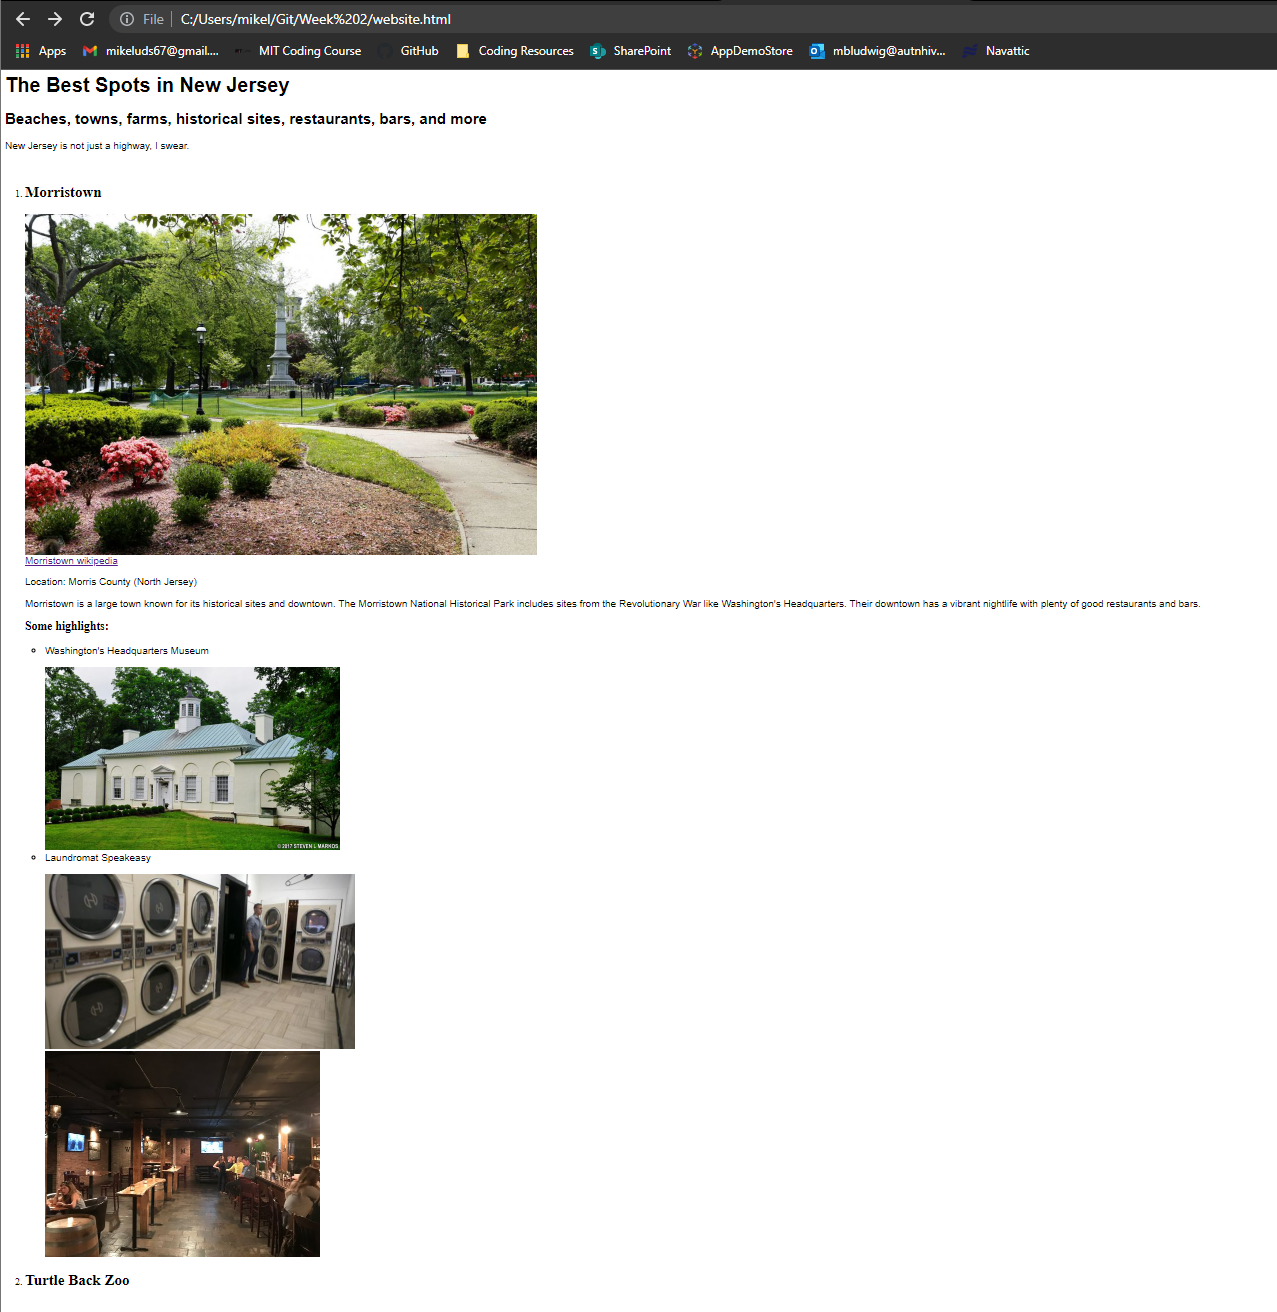 File C:/Users/mikel/Git/Week%202/website.html
Apps mikeluds67@gmail.... MIT Coding Course GitHub Coding Resources SharePoint AppDemoStore mbludwig@autnhiv... Navattic
The Best Spots in New Jersey
Beaches, towns, farms, historical sites, restaurants, bars, and more
New Jersey is not just a highway, I swear.
1. Morristown
Morristown wikipedia
Location: Morris County (North Jersey)
Morristown is a large town known for its historical sites and downtown. The Morristown National Historical Park includes sites from the Revolutionary War like Washington's Headquarters. Their downtown has a vibrant nightlife with plenty of good restaurants and bars.
Some highlights:
Washington's Headquarters Museum
© 2017 STEVEN L MARKOS
Laundromat Speakeasy
2. Turtle Back Zoo